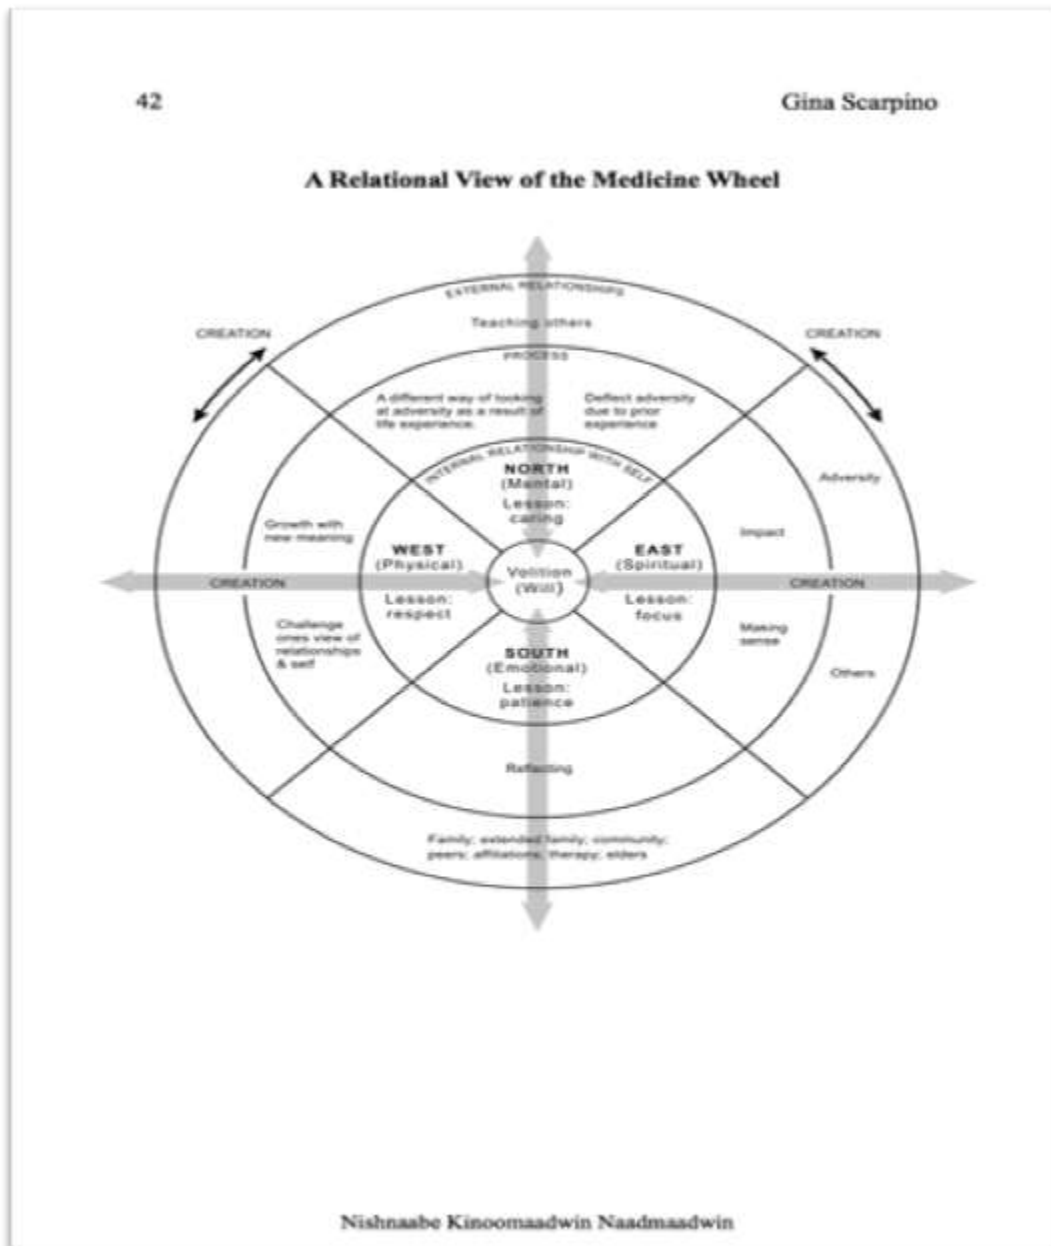 42
Gina Scarpino
A Relational View of the Medicine Wheel
EXTERNAL RELATIONSHIPS
Teaching others
CREATION
CREATION
PROCESS
A different way of looking
at adversity as a result of
life experience.
Deflect adversity
due to prior
experience
INTERNAL RELATIONSHIP WITH SELF
NORTH
(Mental)
Lesson:
caring
Adversity
Growth with
new meaning
Impact
WEST
(Physical)
EAST
(Spiritual)
Volition
(Will)
CREATION
CREATION
Lesson:
respect
Lesson:
focus
Challenge
ones view of
relationships
& self
Making
sense
SOUTH
(Emotional)
Lesson:
patience
Others
Reflecting
Family; extended family; community;
peers; affiliations; therapy; elders
Nishnaabe Kinoomaadwin Naadmaadwin